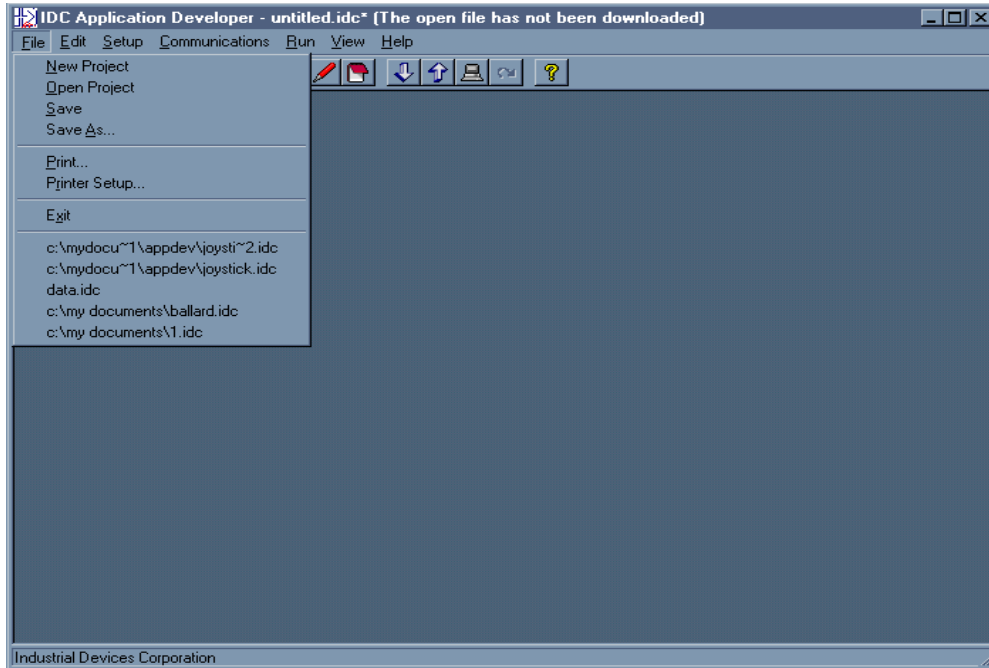 IDC Application Developer - untitled.idc* (The open file has not been downloaded)
File Edit Setup Communications Run View Help
New Project
Open Project
Save
Save As...
Print...
Printer Setup...
Exit
c:\mydocu~1\appdev\joysti~2.idc
c:\mydocu~1\appdev\joystick.idc
data.idc
c:\my documents\ballard.idc
c:\my documents\1.idc
Industrial Devices Corporation